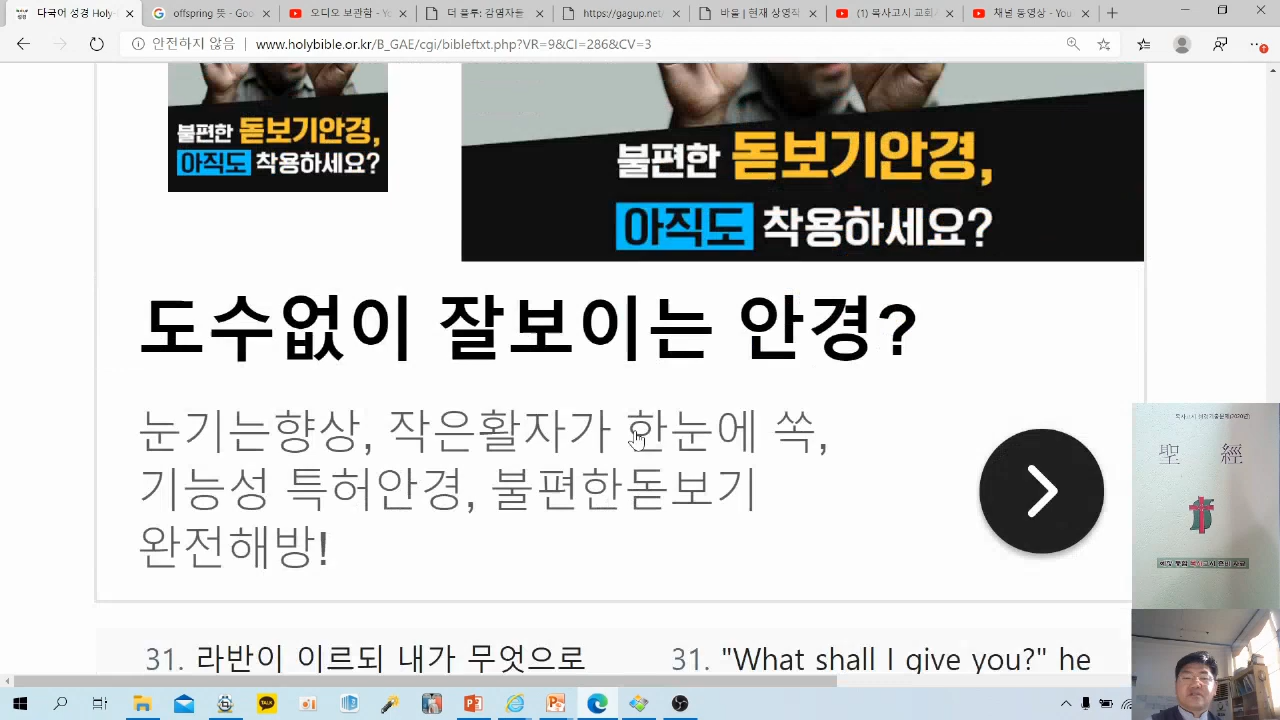 다국어 성경 Holy-
offspring 뜻 - Goo
오디오 보관함 - Yo
더 플루: 감염자들
https://gagup.net/
바울 | 현재 상영작
(1) 목사고시 교회사
채널 동영상 - You
안전하지 않음
www.holybible.or.kr/B_GAE/cgi/bibleftxt.php?VR=9&CI=286&CV=3
불편한 돋보기안경,
아직도 착용하세요?
불편한 돋보기안경,
아직도 착용하세요?
도수없이 잘보이는 안경?
눈기는향상, 작은활자가 한눈에 쏙,
기능성 특허안경, 불편한돋보기
완전해방!
聖 經
31. 라반이 이르되 내가 무엇으로
31. "What shall I give you?" he
TALK